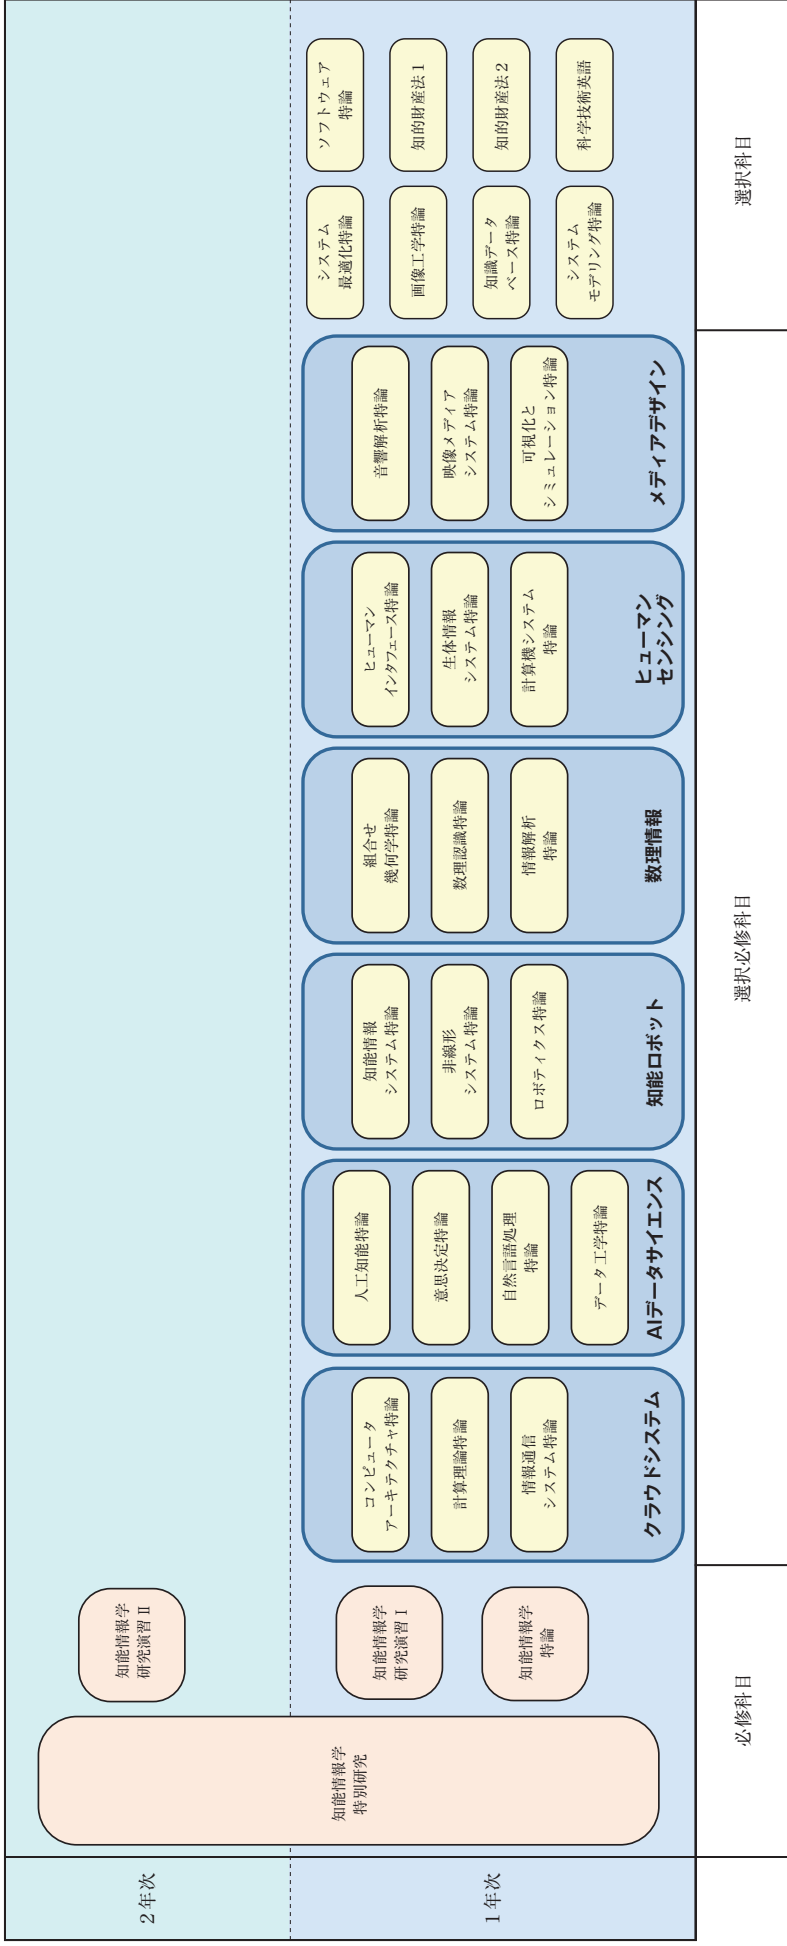 2年次
1年次
知能情報学
特別研究
知能情報学
研究演習Ⅱ
知能情報学
研究演習Ⅰ
知能情報学
特論
必修科目
コンピュータ
アーキテクチャ特論
計算理論特論
情報通信
システム特論
クラウドシステム
人工知能特論
意思決定特論
自然言語処理
特論
データ工学特論
AIデータサイエンス
知能情報
システム特論
非線形
システム特論
ロボティクス特論
知能ロボット
組合せ
幾何学特論
数理認識特論
情報解析
特論
数理情報
ヒューマン
インタフェース特論
生体情報
システム特論
計算機システム
特論
ヒューマン
センシング
音響解析特論
映像メディア
システム特論
可視化と
シミュレーション特論
メディアデザイン
選択必修科目
システム
最適化特論
画像工学特論
知識データ
ベース特論
システム
モデリング特論
ソフトウェア
特論
知的財産法1
知的財産法2
科学技術英語
選択科目